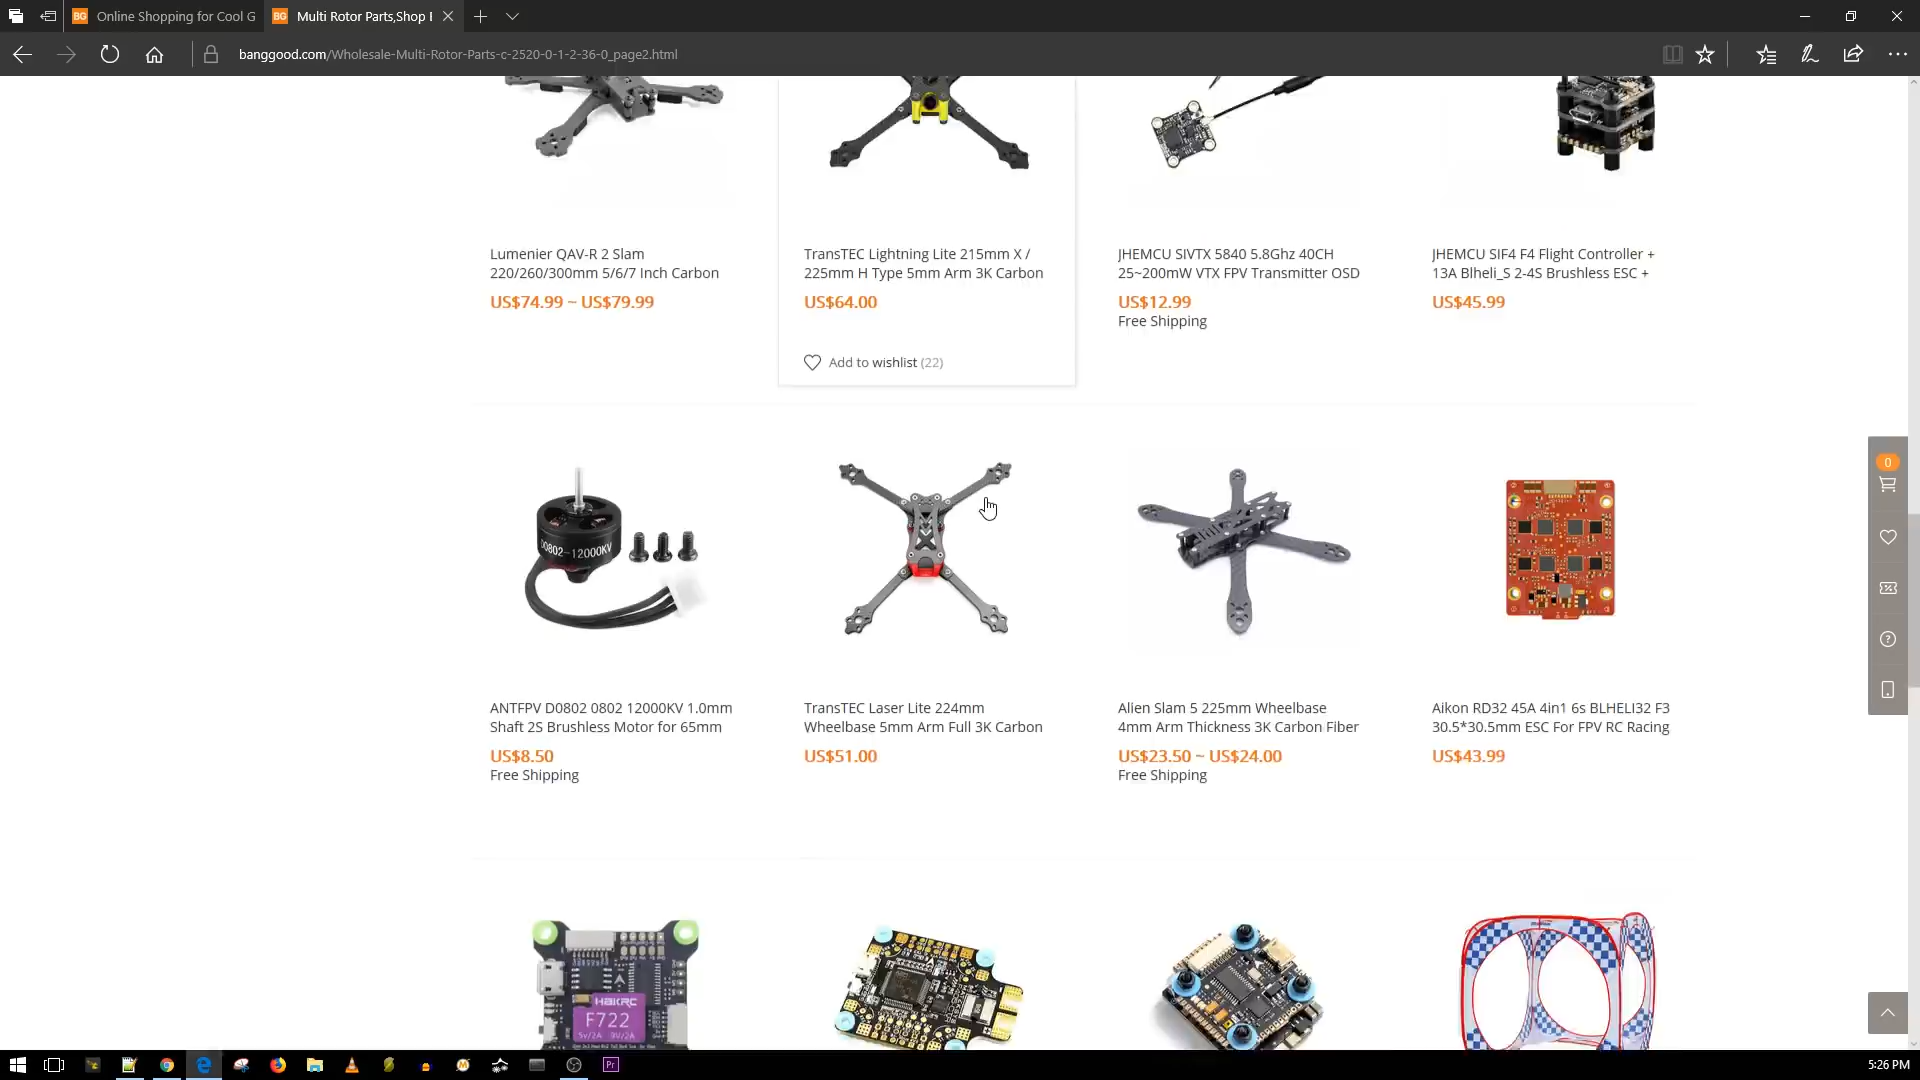 BG Online Shopping for Cool G
BG Multi Rotor Parts,Shop
banggood.com/Wholesale-Multi-Rotor-Parts-c-2520-0-1-2-36-0_page2.html
Lumenier QAV-R 2 Slam
220/260/300mm 5/6/7 Inch Carbon
US$74.99 ~ US$79.99
TransTEC Lightning Lite 215mm X /
225mm H Type 5mm Arm 3K Carbon
US$64.00
Add to wishlist (22)
JHEMCU SIVTX 5840 5.8Ghz 40CH
25~200mW VTX FPV Transmitter OSD
US$12.99
Free Shipping
JHEMCU SIF4 F4 Flight Controller +
13A Blheli_S 2-4S Brushless ESC +
US$45.99
0
D0802-12000KV
ANTFPV D0802 0802 12000KV 1.0mm
Shaft 2S Brushless Motor for 65mm
US$8.50
Free Shipping
TransTEC Laser Lite 224mm
Wheelbase 5mm Arm Full 3K Carbon
US$51.00
Alien Slam 5 225mm Wheelbase
4mm Arm Thickness 3K Carbon Fiber
US$23.50 ~ US$24.00
Free Shipping
Aikon RD32 45A 4in1 6s BLHELI32 F3
30.5*30.5mm ESC For FPV RC Racing
US$43.99
HAKRC
F722
5V/2A 9V/2A
Pr
5:26 PM